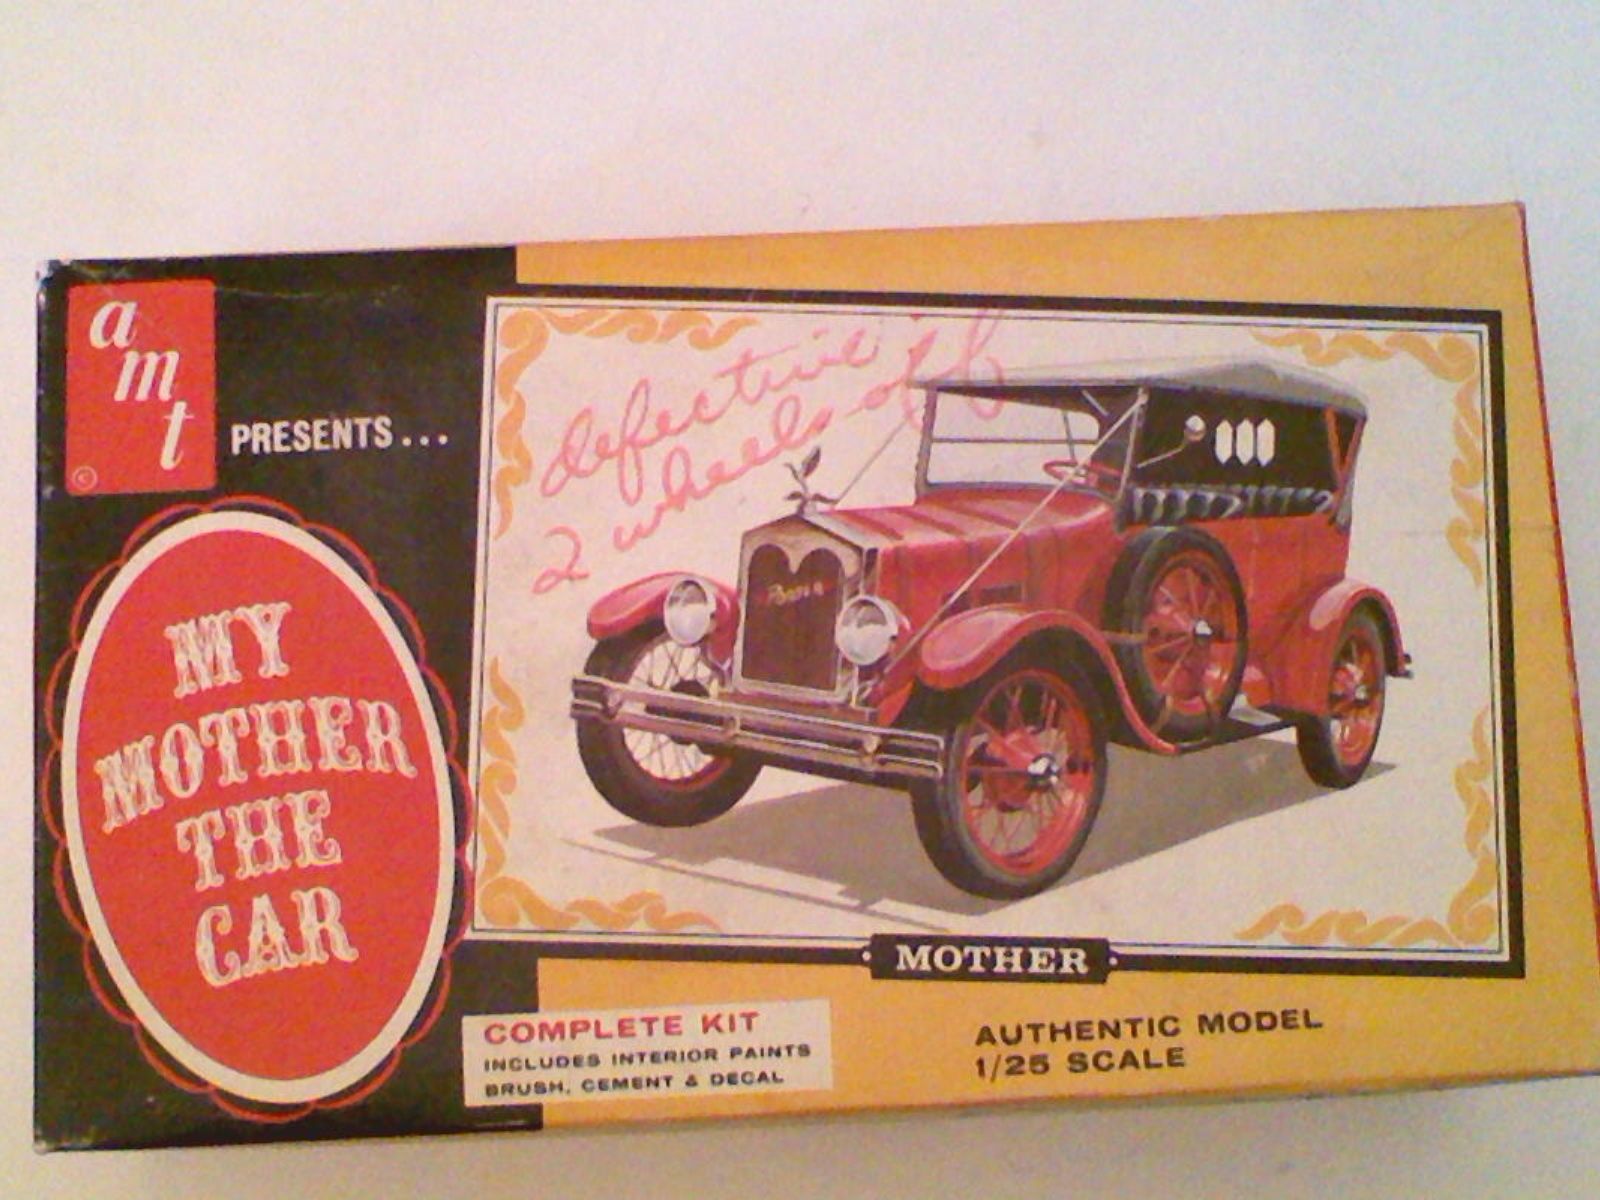 amt
©
PRESENTS...
MY
MOTHER
THE
CAR
defective
2 wheels off
Porter
MOTHER
COMPLETE KIT
INCLUDES INTERIOR PAINTS
BRUSH, CEMENT & DECAL
AUTHENTIC MODEL
1/25 SCALE